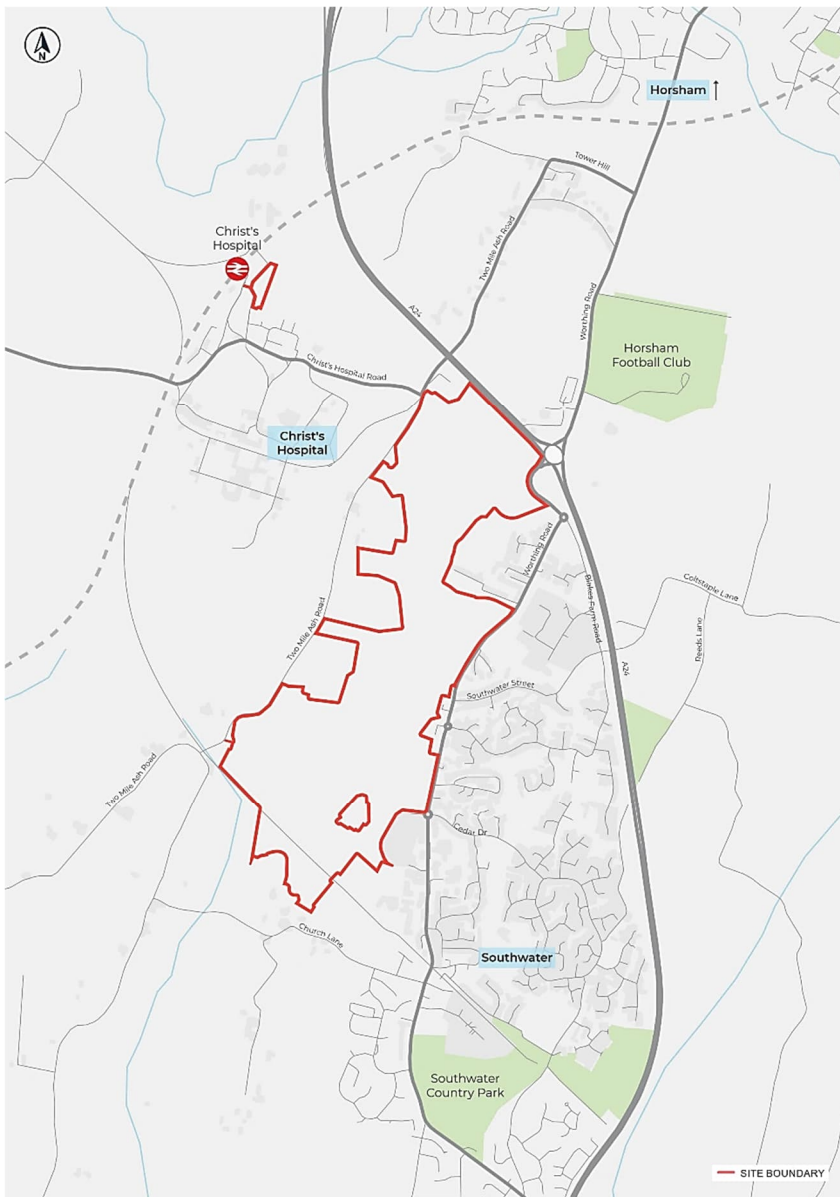 N
Horsham ↑
Tower Hill
Christ's
Hospital
Two Mile Ash Road
A24
Worthing Road
Horsham
Football Club
Christ's Hospital Road
Christ's
Hospital
Worthing Road
Blakes Farm Road
Coltstaple Lane
Reeds Lane
Two Mile Ash Road
A24
Southwater Street
Two Mile Ash Road
Cedar Dr
Church Lane
Southwater
Southwater
Country Park
SITE BOUNDARY